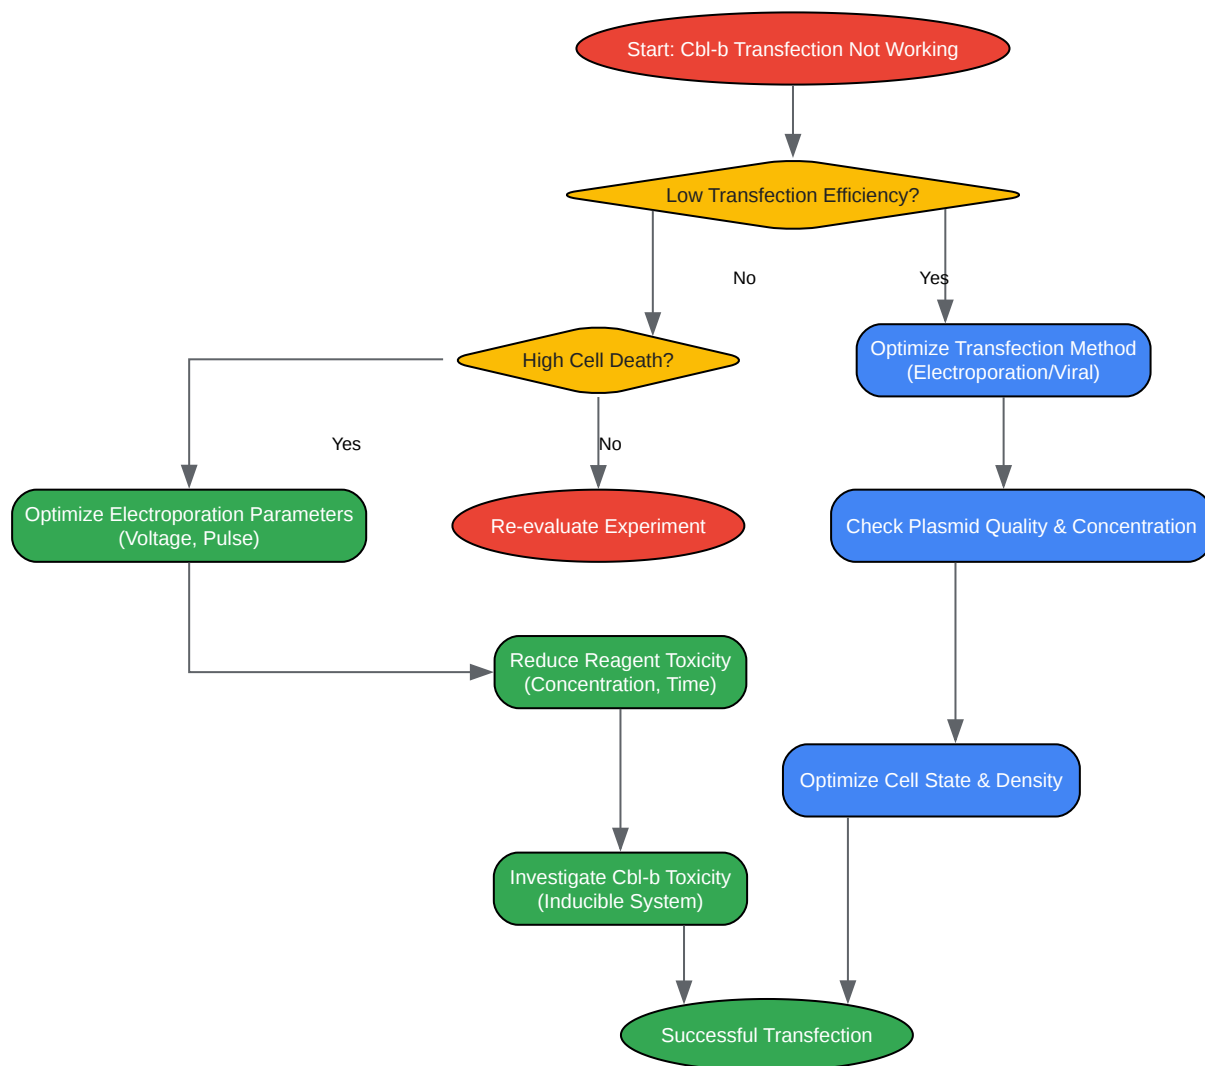 Start: Cbl-b Transfection Not Working
Low Transfection Efficiency?
No
Yes
High Cell Death?
Optimize Transfection Method
(Electroporation/Viral)
Yes
No
Optimize Electroporation Parameters
(Voltage, Pulse)
Re-evaluate Experiment
Check Plasmid Quality & Concentration
Reduce Reagent Toxicity
(Concentration, Time)
Optimize Cell State & Density
Investigate Cbl-b Toxicity
(Inducible System)
Successful Transfection